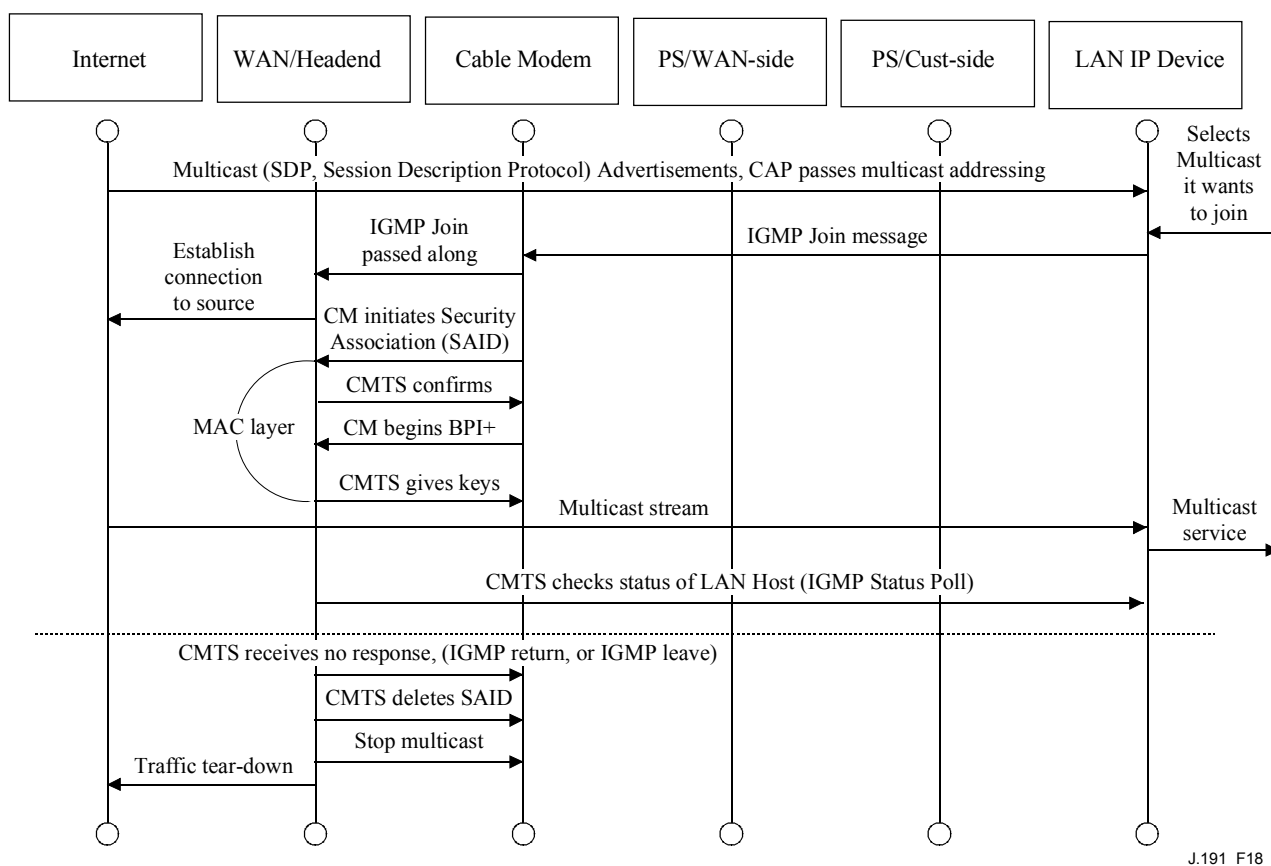 Internet
WAN/Headend
Cable Modem
PS/WAN-side
PS/Cust-side
LAN IP Device
Selects
Multicast
it wants
to join
Multicast (SDP, Session Description Protocol) Advertisements, CAP passes multicast addressing
IGMP Join
passed along
IGMP Join message
Establish
connection
to source
CM initiates Security
Association (SAID)
CMTS confirms
MAC layer
CM begins BPI+
CMTS gives keys
Multicast stream
Multicast
service
CMTS checks status of LAN Host (IGMP Status Poll)
CMTS receives no response, (IGMP return, or IGMP leave)
CMTS deletes SAID
Stop multicast
Traffic tear-down
J.191_F18